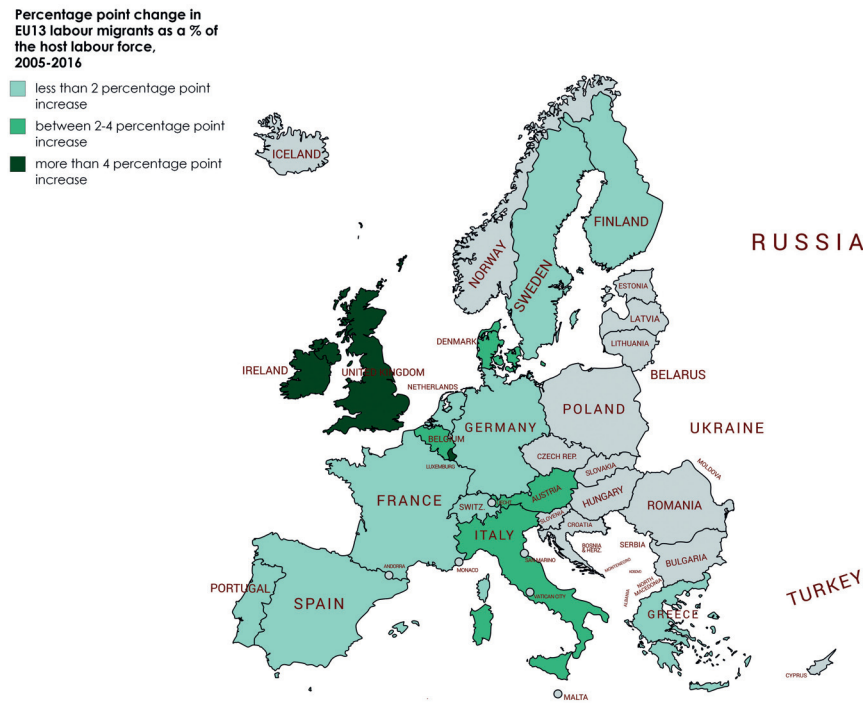 Percentage point change in
EU13 labour migrants as a % of
the host labour force,
2005-2016
less than 2 percentage point
increase
between 2-4 percentage point
increase
more than 4 percentage point
increase
ICELAND
NORWAY
SWEDEN
FINLAND
RUSSIA
ESTONIA
LATVIA
LITHUANIA
DENMARK
IRELAND
UNITED KINGDOM
NETHERLANDS
BELARUS
POLAND
GERMANY
UKRAINE
BELGIUM
LUXEMBURG
CZECH REP.
SLOVAKIA
MOLDOVA
FRANCE
SWITZ.
AUSTRIA
HUNGARY
ROMANIA
ITALY
SLOVENIA
CROATIA
BOSNIA
& HERZ.
SERBIA
SAN MARINO
MONACO
ANDORRA
MONTENEGRO
KOSOVO
BULGARIA
PORTUGAL
SPAIN
VATICAN CITY
ALBANIA
NORTH
MACEDONIA
GREECE
TURKEY
CYPRUS
MALTA